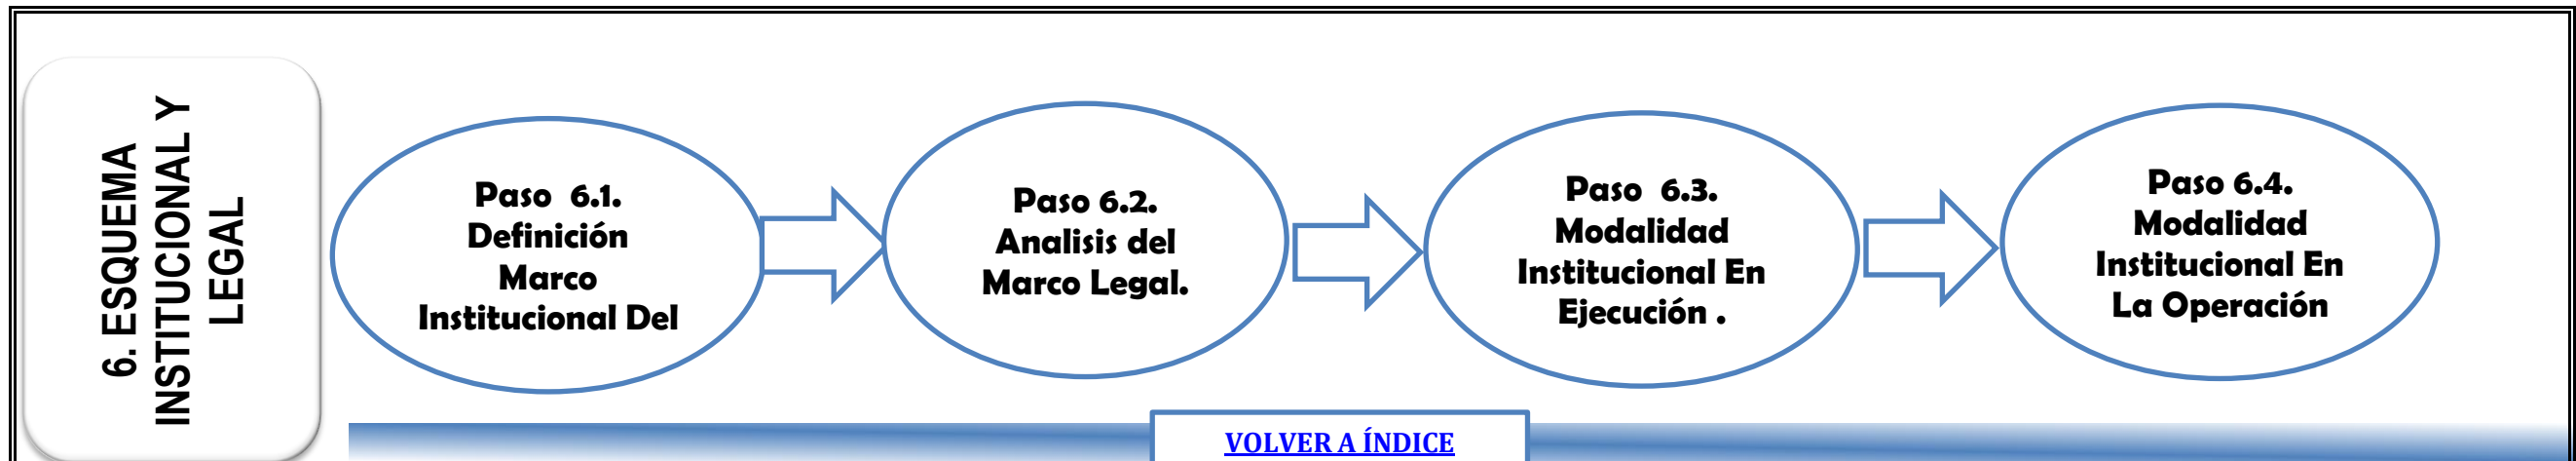 6. ESQUEMA
INSTITUCIONAL Y
LEGAL
Paso 6.1.
Definición
Marco
Institucional Del
Paso 6.2.
Analisis del
Marco Legal.
Paso 6.3.
Modalidad
Institucional En
Ejecución .
Paso 6.4.
Modalidad
Institucional En
La Operación
VOLVER A ÍNDICE